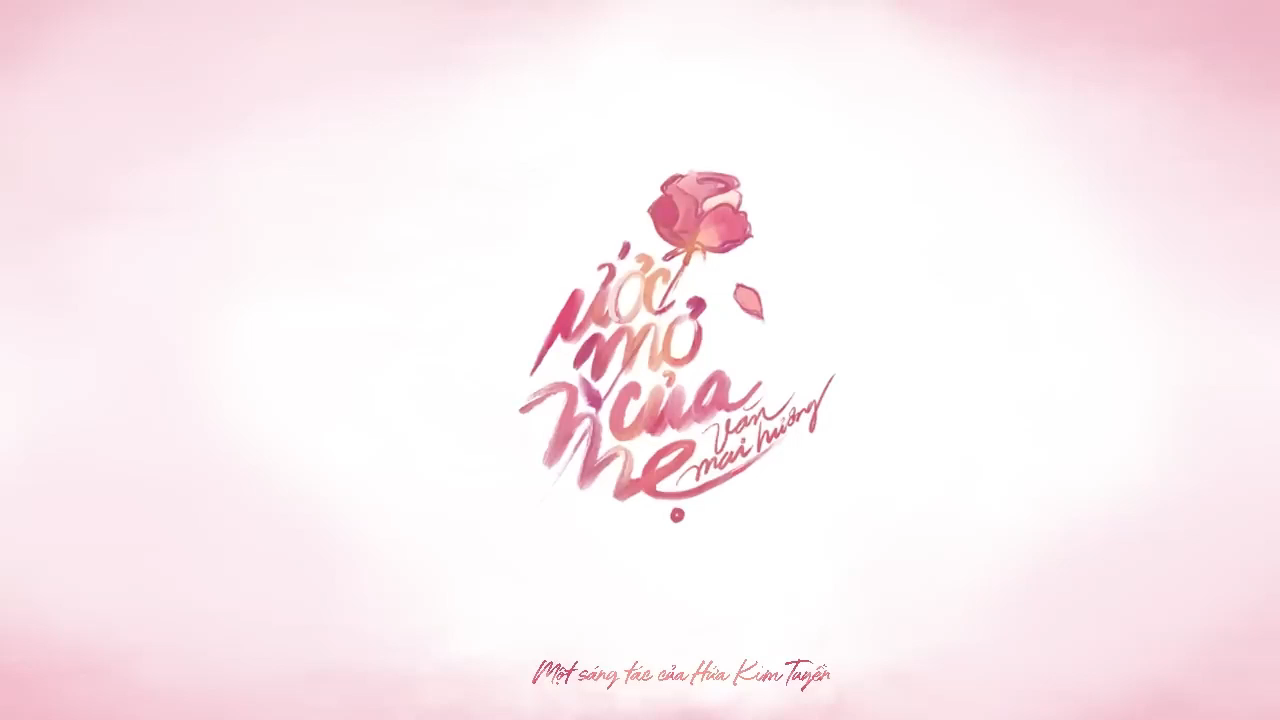 ước
mơ
của
mẹ
văn
mai hương
Một sáng tác của Hứa Kim Tuyền